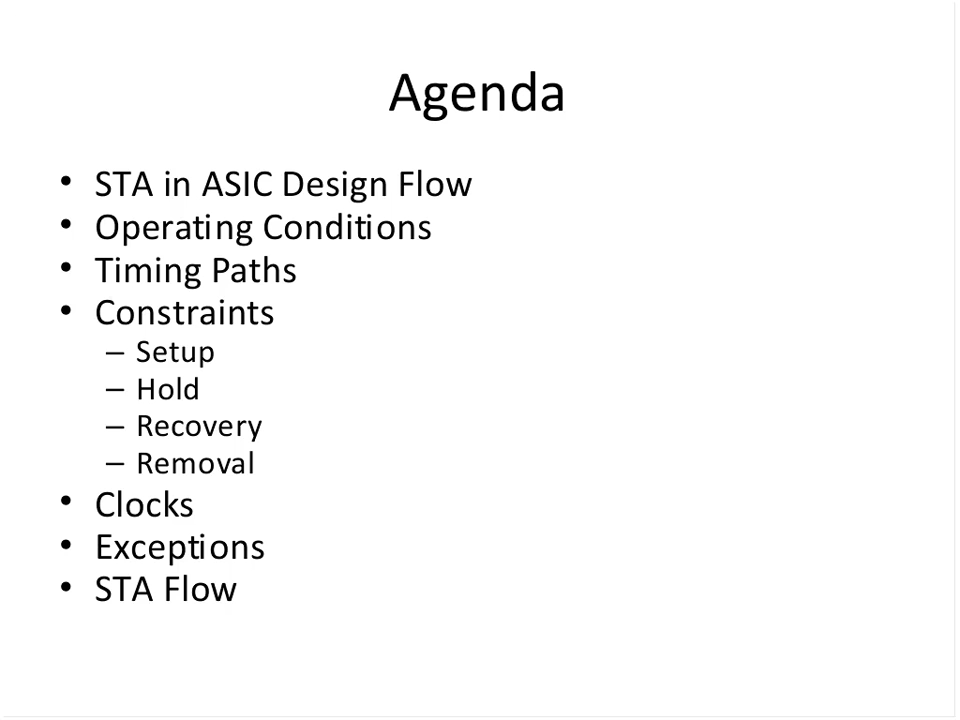 Agenda
• STA in ASIC Design Flow
• Operating Conditions
• Timing Paths
• Constraints
– Setup
– Hold
– Recovery
– Removal
• Clocks
• Exceptions
• STA Flow